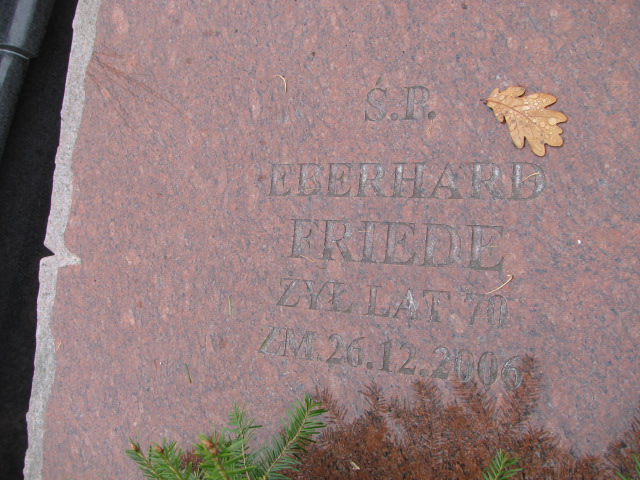 Ś.P.
EBERHARD
FRIEDE
ŻYŁ LAT 70
ZM.26.12.2006